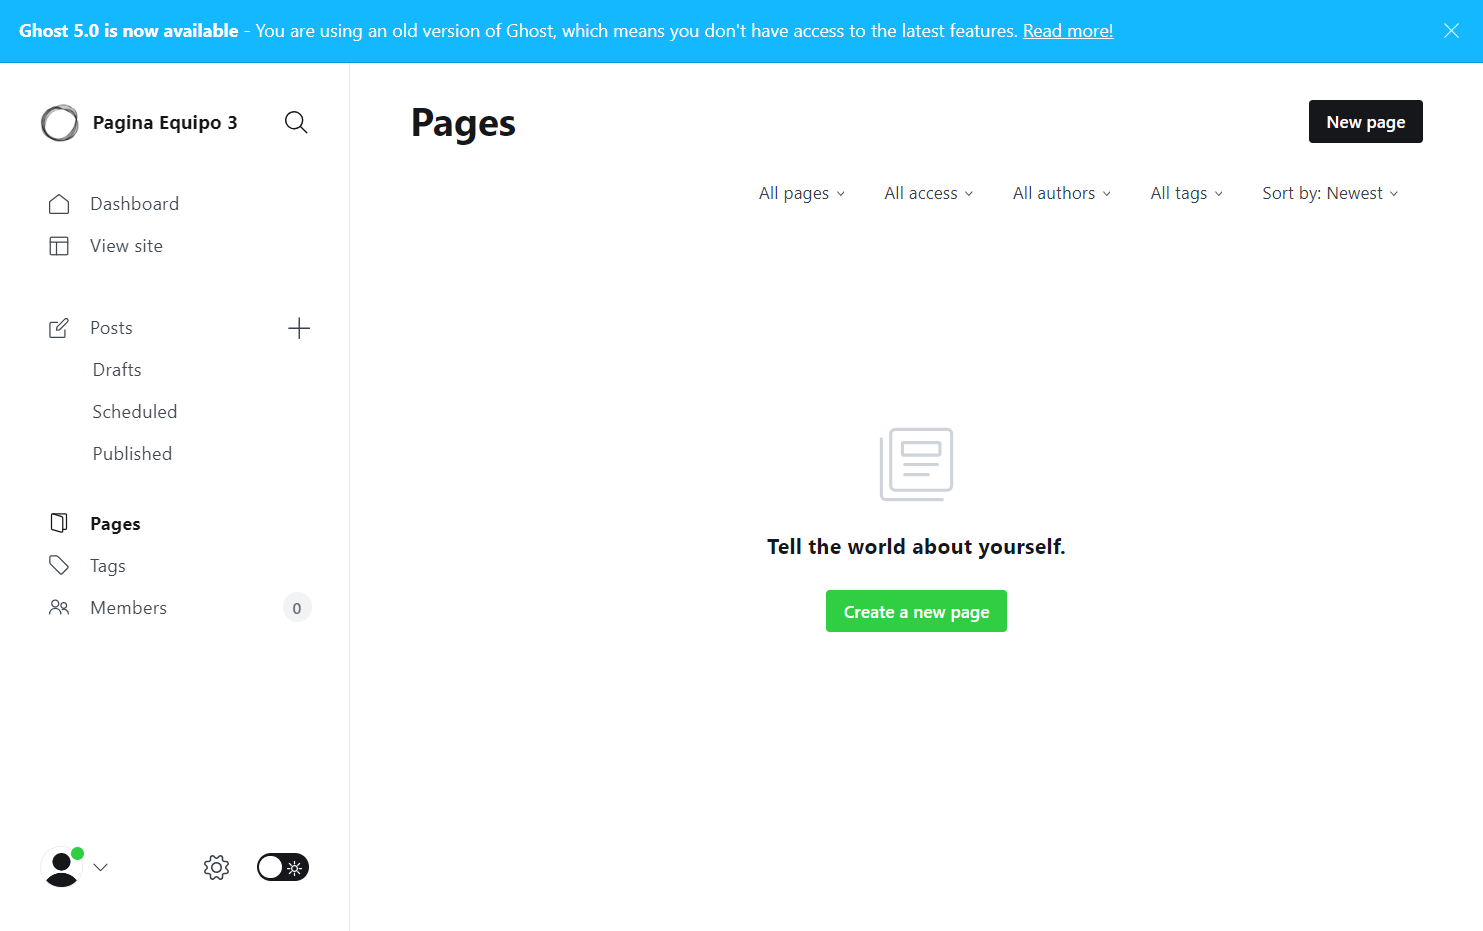 Ghost 5.0 is now available - You are using an old version of Ghost, which means you don't have access to the latest features. Read more!
Pagina Equipo 3
Dashboard
View site
Posts
Drafts
Scheduled
Published
Pages
Tags
Members
0
Pages
New page
All pages
All access
All authors
All tags
Sort by: Newest
Tell the world about yourself.
Create a new page